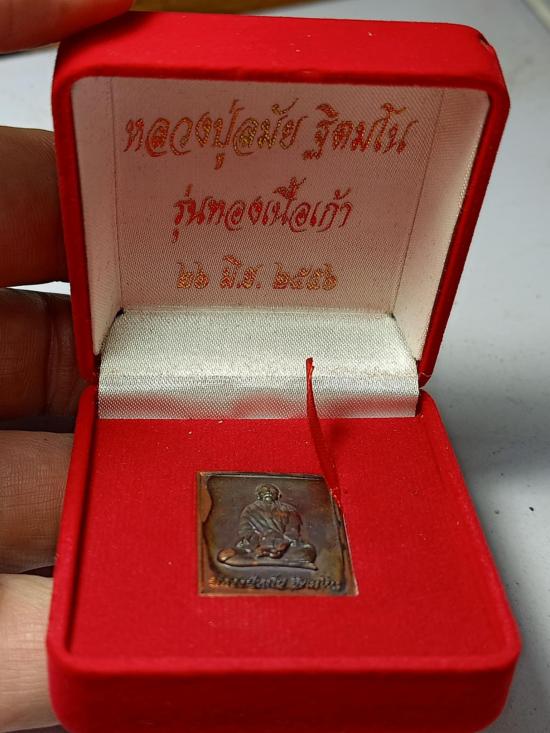 หลวงปู่สมัย ฐิตมโน
รุ่นทองเนื้อเก้า
๒๖ มิ.ย. ๒๕๕๖